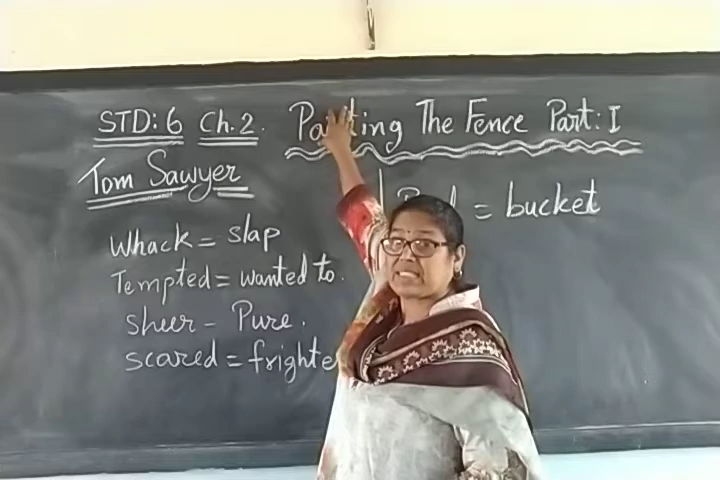 STD: 6 Ch. 2. Painting The Fence Part: I
Tom Sawyer
= bucket
Whack = slap
Tempted = wanted to.
sheer - Pure.
scared =